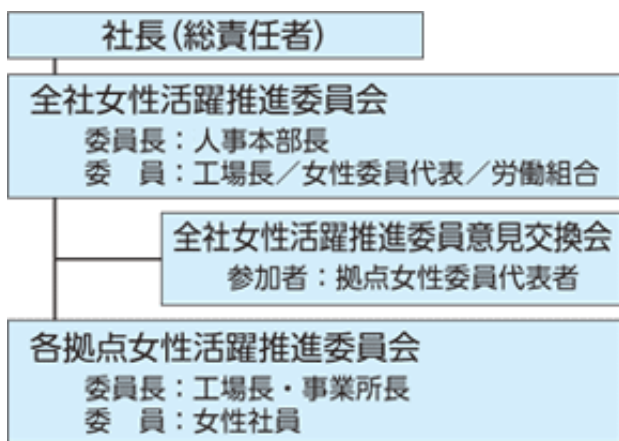 社長(総責任者)
全社女性活躍推進委員会
委員長：人事本部長
委　員：工場長／女性委員代表／労働組合
全社女性活躍推進委員意見交換会
参加者：拠点女性委員代表者
各拠点女性活躍推進委員会
委員長：工場長・事業所長
委　員：女性社員